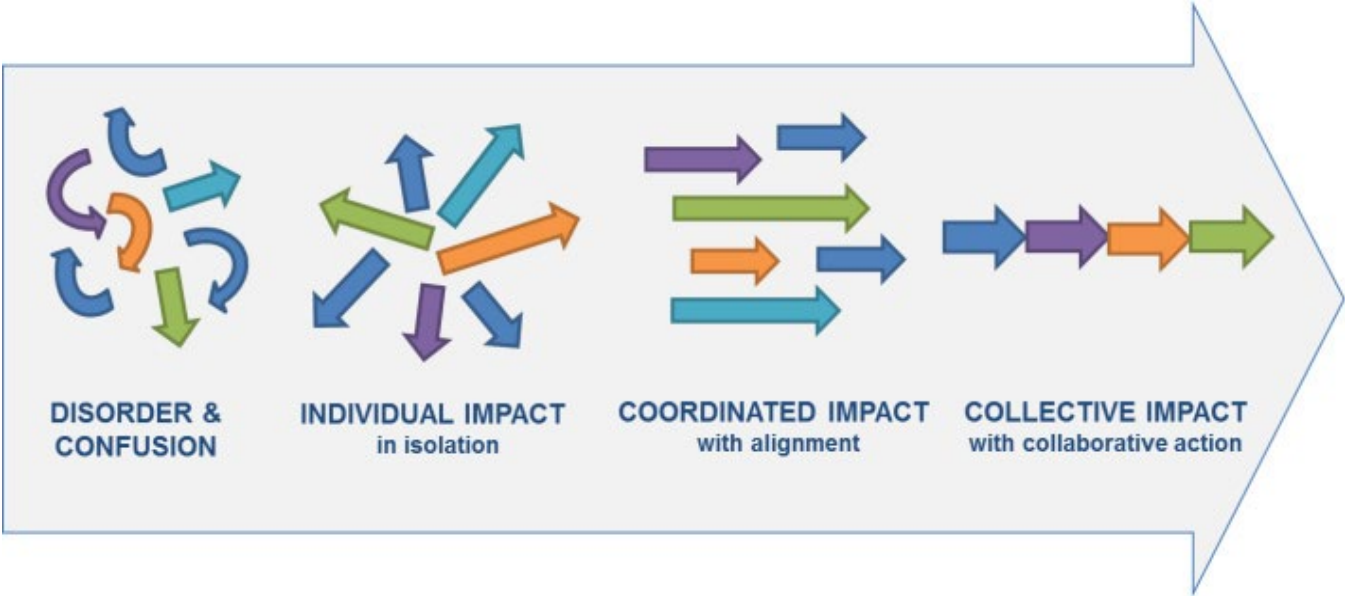 DISORDER &
CONFUSION
INDIVIDUAL IMPACT
in isolation
COORDINATED IMPACT
with alignment
COLLECTIVE IMPACT
with collaborative action